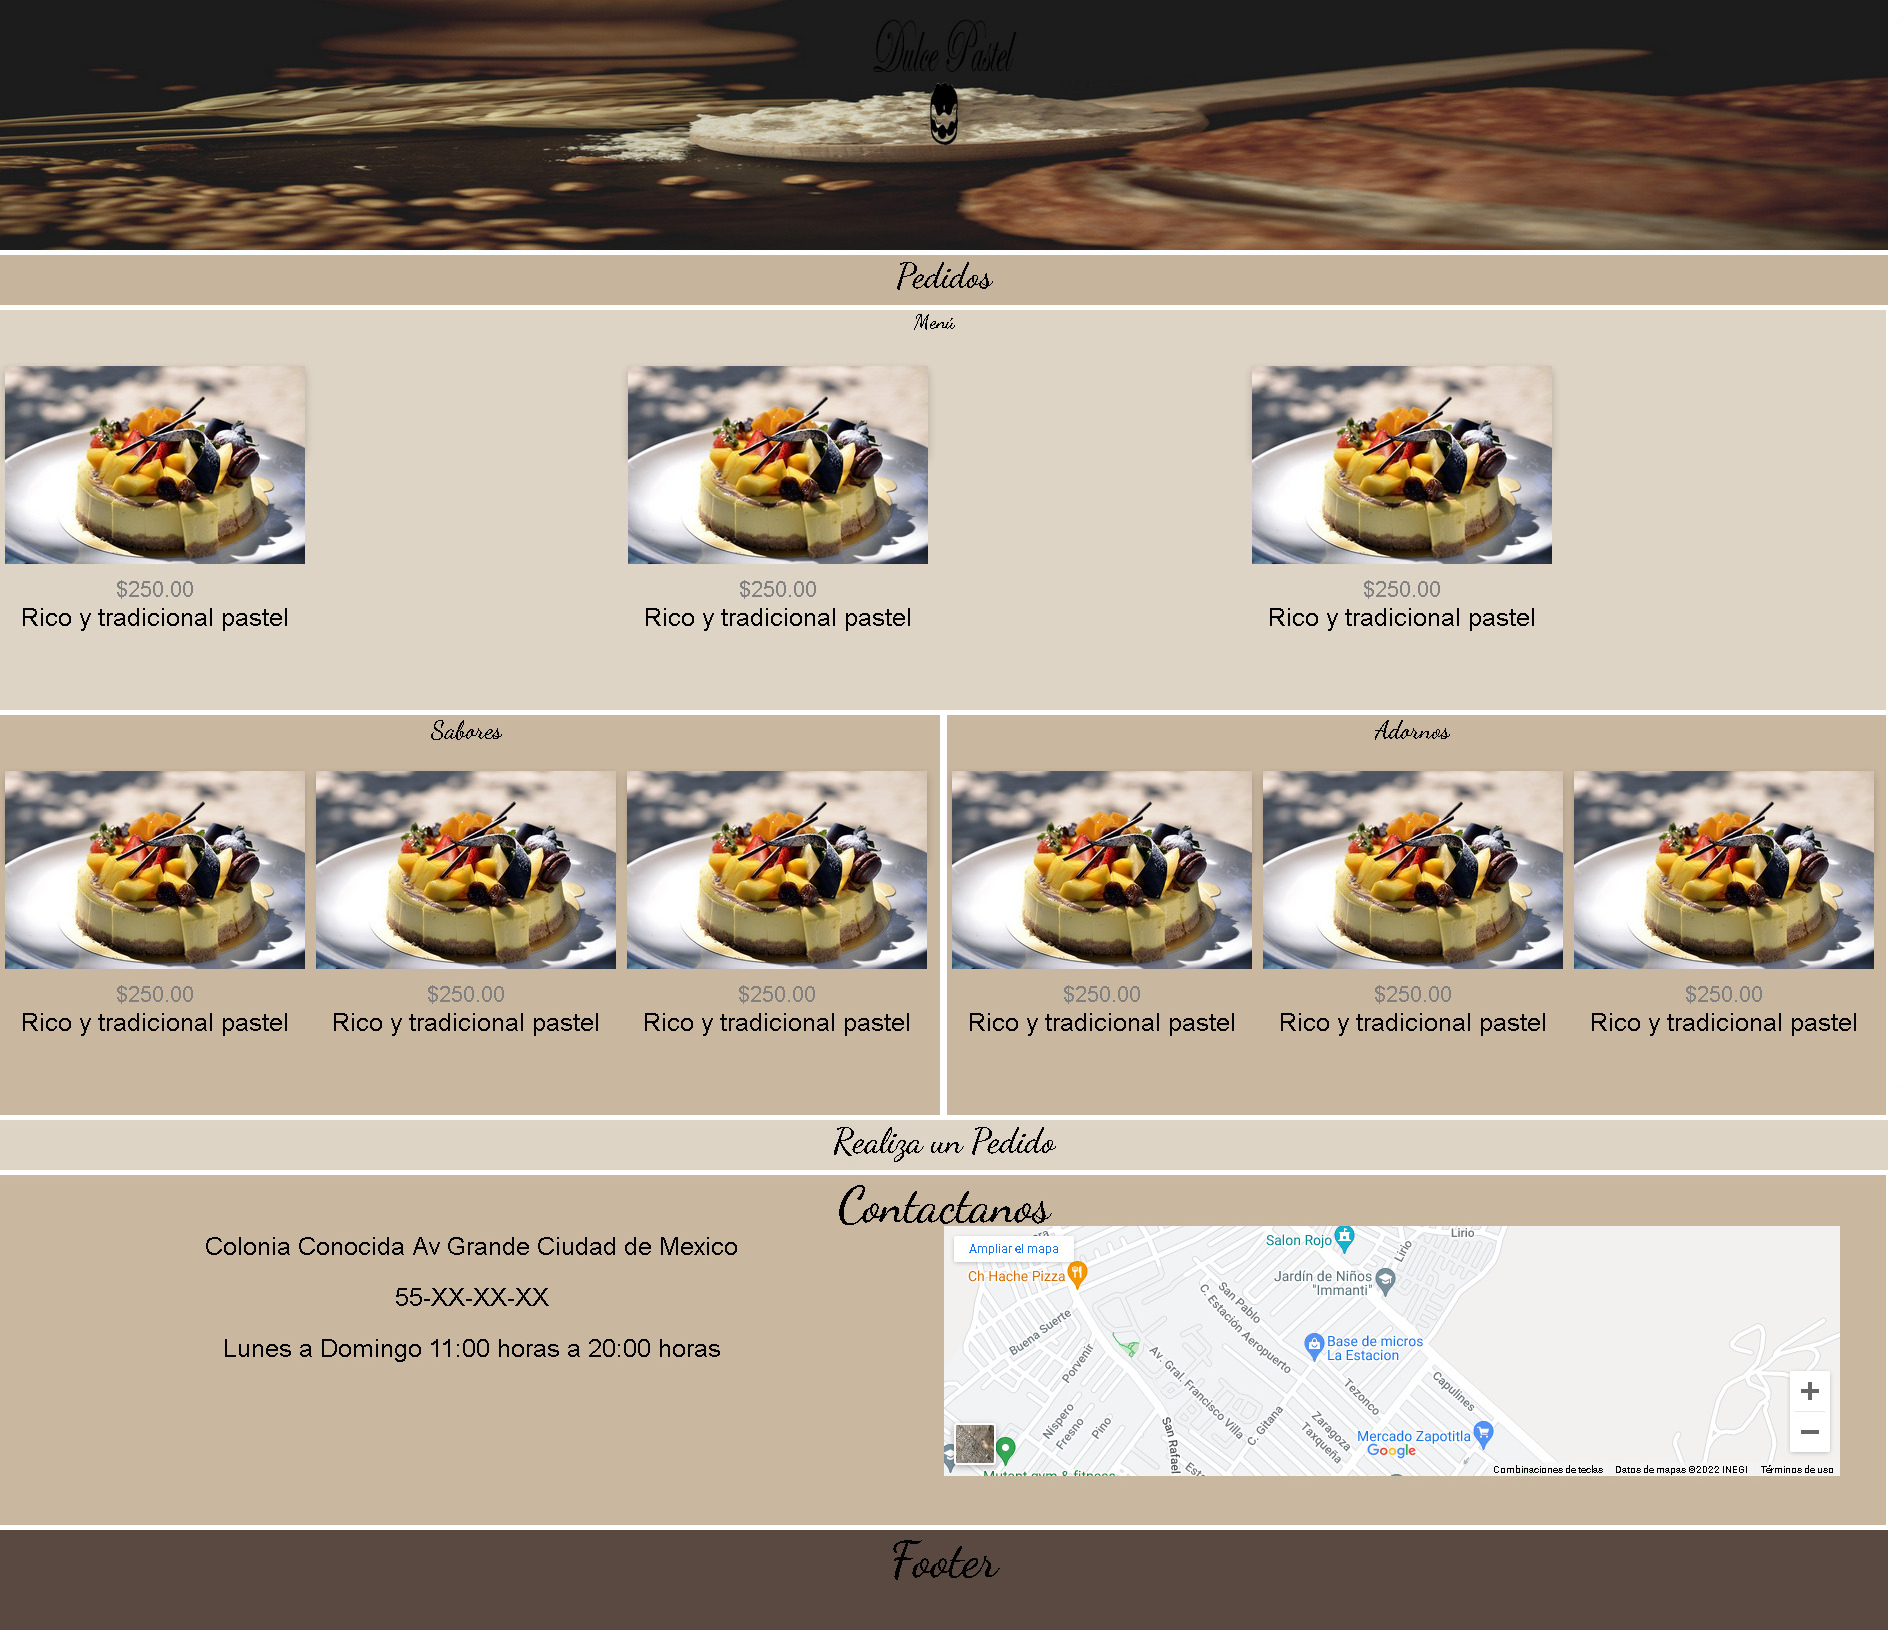 Dulce Pastel
Pedidos
Menú
$250.00
Rico y tradicional pastel
$250.00
Rico y tradicional pastel
$250.00
Rico y tradicional pastel
Sabores
$250.00
Rico y tradicional pastel
$250.00
Rico y tradicional pastel
$250.00
Rico y tradicional pastel
Adornos
$250.00
Rico y tradicional pastel
$250.00
Rico y tradicional pastel
$250.00
Rico y tradicional pastel
Realiza un Pedido
Contactanos
Colonia Conocida Av Grande Ciudad de Mexico
55-XX-XX-XX
Lunes a Domingo 11:00 horas a 20:00 horas
Ampliar el mapa
Ch Hache Pizza
Salon Rojo
Lirio
Lirio
Jardín de Niños
"Immanti"
San Pablo
C. Estación Aeropuerto
Buena Suerte
Porvenir
Base de micros
La Estacion
Av. Gral. Francisco Villa
Tezonco
Capulines
Níspero
Fresno
Pino
San Rafael
C. Gitana
Zaragoza
Taxqueña
Mercado Zapotitla
Google
Mutant gym & fitness
Combinaciones de teclas
Datos de mapas ©2022 INEGI
Términos de uso
Footer